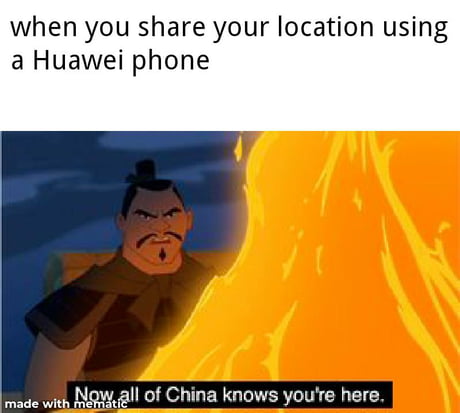 when you share your location using
a Huawei phone
Now all of China knows you're here.
made with mematic